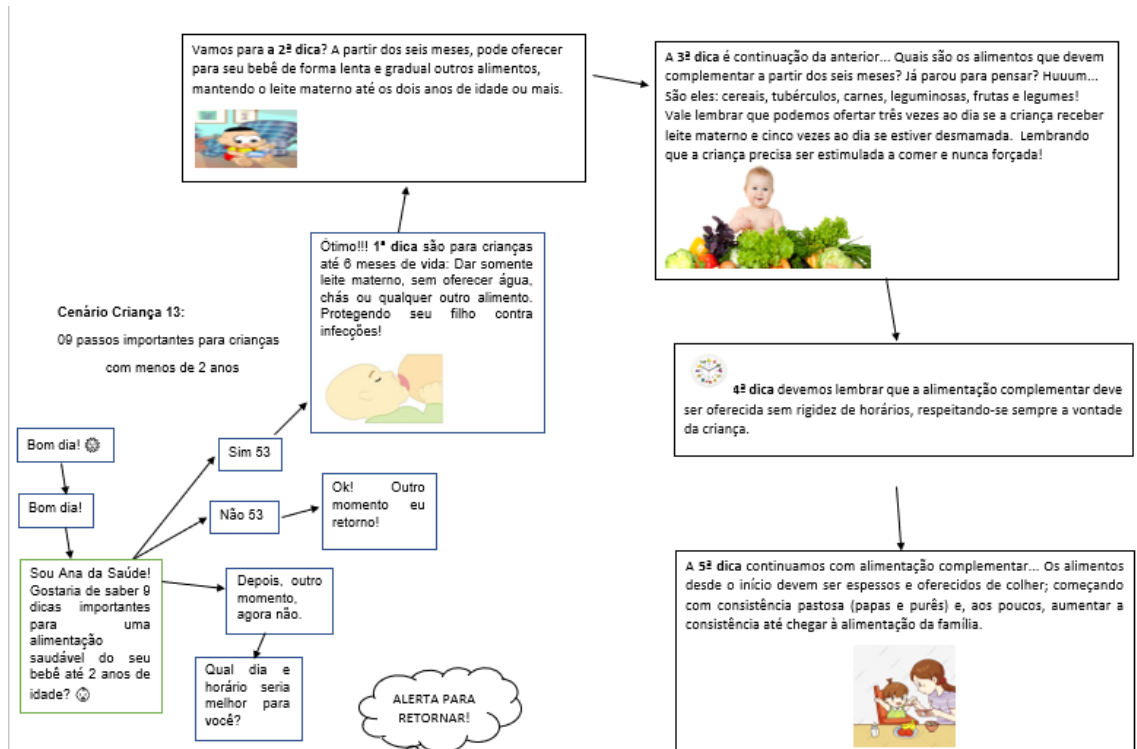 Cenário Criança 13:
09 passos importantes para crianças
com menos de 2 anos
Bom dia!
Bom dia!
Sou Ana da Saúde!
Gostaria de saber 9
dicas importantes
para uma
alimentação
saudável do seu
bebê até 2 anos de
idade?
Sim 53
Não 53
Ok! Outro
momento eu
retorno!
Depois, outro
momento,
agora não.
Qual dia e
horário seria
melhor para
você?
ALERTA PARA
RETORNAR!
Ótimo!!! 1ª dica são para crianças
até 6 meses de vida: Dar somente
leite materno, sem oferecer água,
chás ou qualquer outro alimento.
Protegendo seu filho contra
infecções!
Vamos para a 2ª dica? A partir dos seis meses, pode oferecer
para seu bebê de forma lenta e gradual outros alimentos,
mantendo o leite materno até os dois anos de idade ou mais.
A 3ª dica é continuação da anterior... Quais são os alimentos que devem
complementar a partir dos seis meses? Já parou para pensar? Huuum...
São eles: cereais, tubérculos, carnes, leguminosas, frutas e legumes!
Vale lembrar que podemos ofertar três vezes ao dia se a criança receber
leite materno e cinco vezes ao dia se estiver desmamada. Lembrando
que a criança precisa ser estimulada a comer e nunca forçada!
4ª dica devemos lembrar que a alimentação complementar deve
ser oferecida sem rigidez de horários, respeitando-se sempre a vontade
da criança.
A 5ª dica continuamos com alimentação complementar... Os alimentos
desde o início devem ser espessos e oferecidos de colher; começando
com consistência pastosa (papas e purês) e, aos poucos, aumentar a
consistência até chegar à alimentação da família.